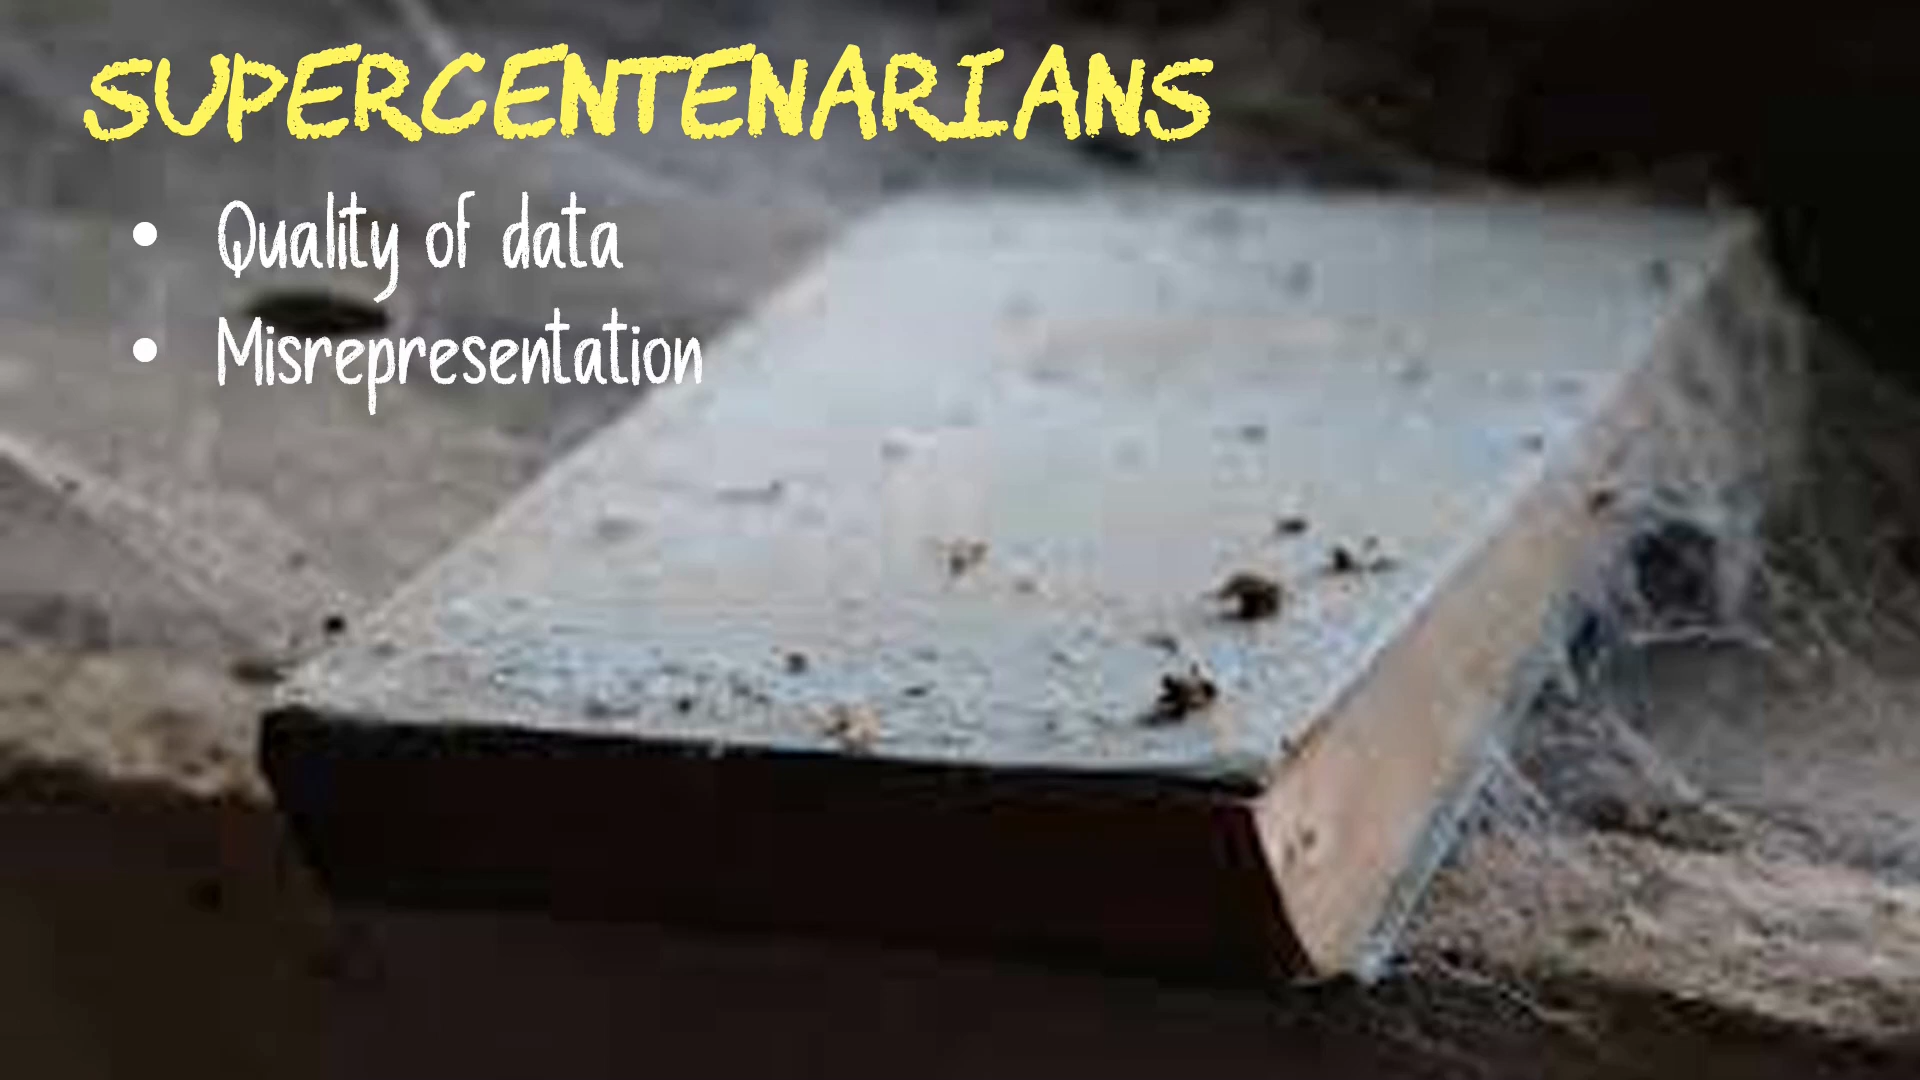 SUPERCENTENARIANS
• Quality of data
• Misrepresentation